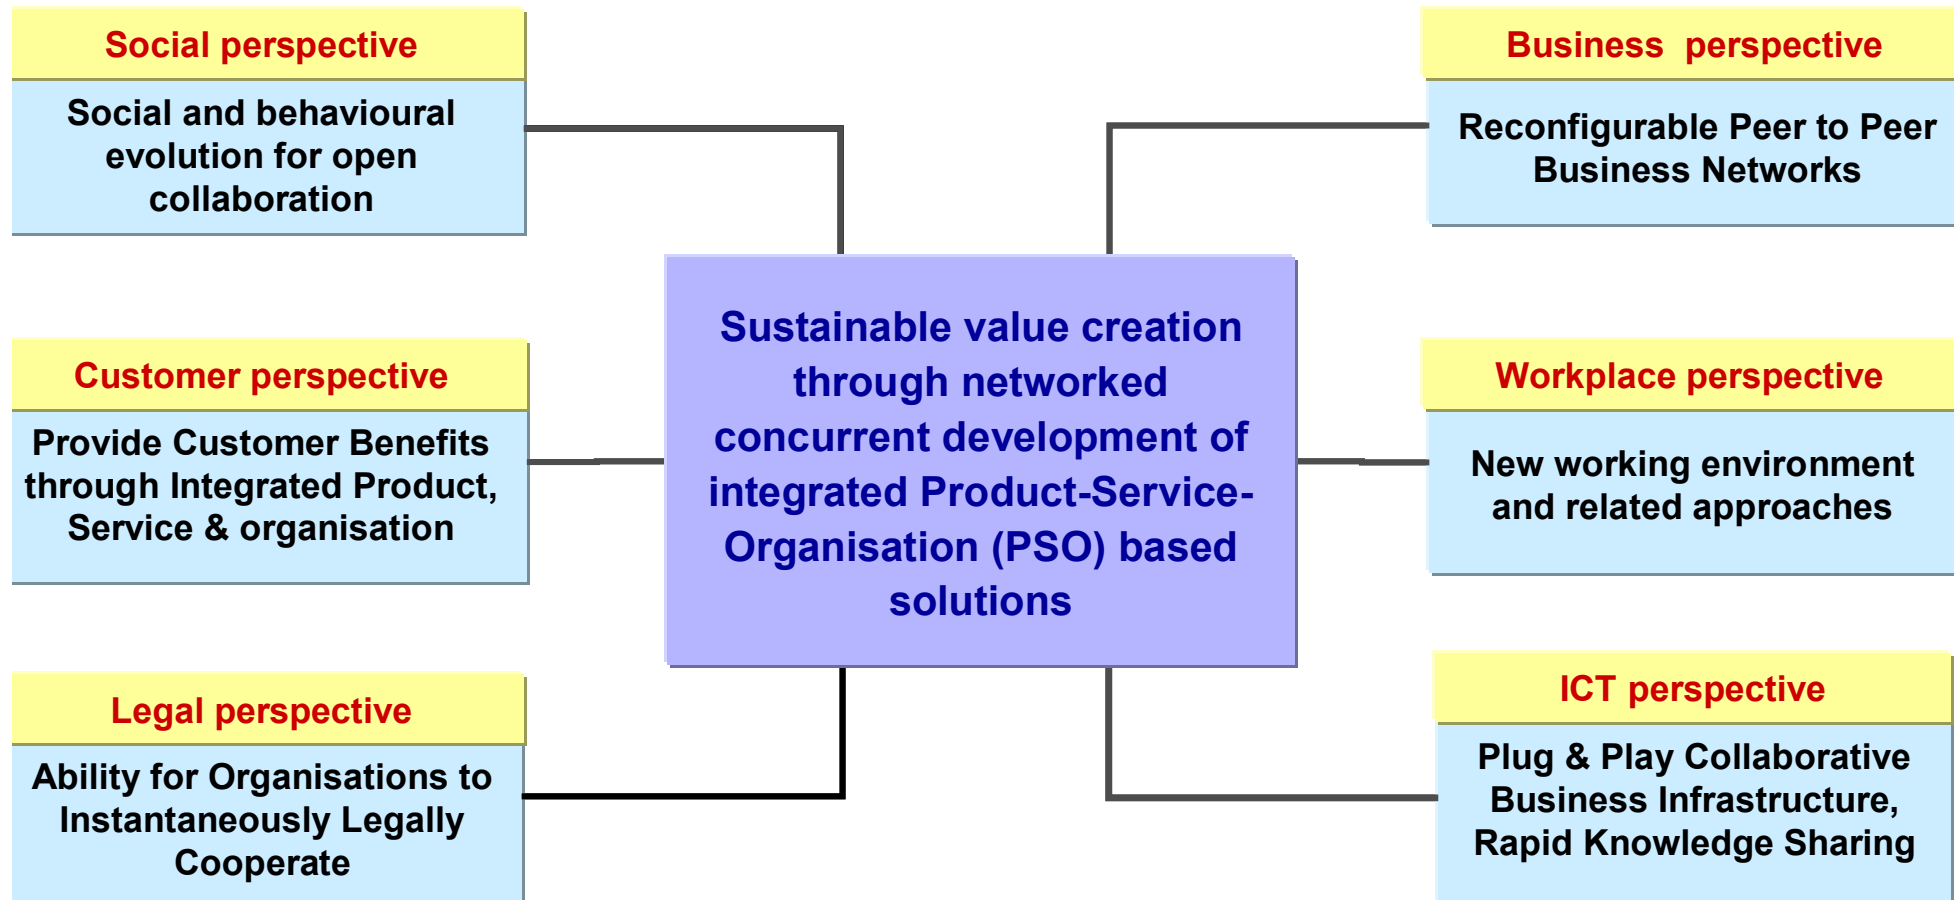 Social perspective
Social and behavioural
evolution for open
collaboration
Business  perspective
Reconfigurable Peer to Peer
Business Networks
Sustainable value creation
through networked
concurrent development of
integrated Product-Service-
Organisation (PSO) based
solutions
Customer perspective
Provide Customer Benefits
through Integrated Product,
Service & organisation
Workplace perspective
New working environment
and related approaches
Legal perspective
Ability for Organisations to
Instantaneously Legally
Cooperate
ICT perspective
Plug & Play Collaborative
Business Infrastructure,
Rapid Knowledge Sharing